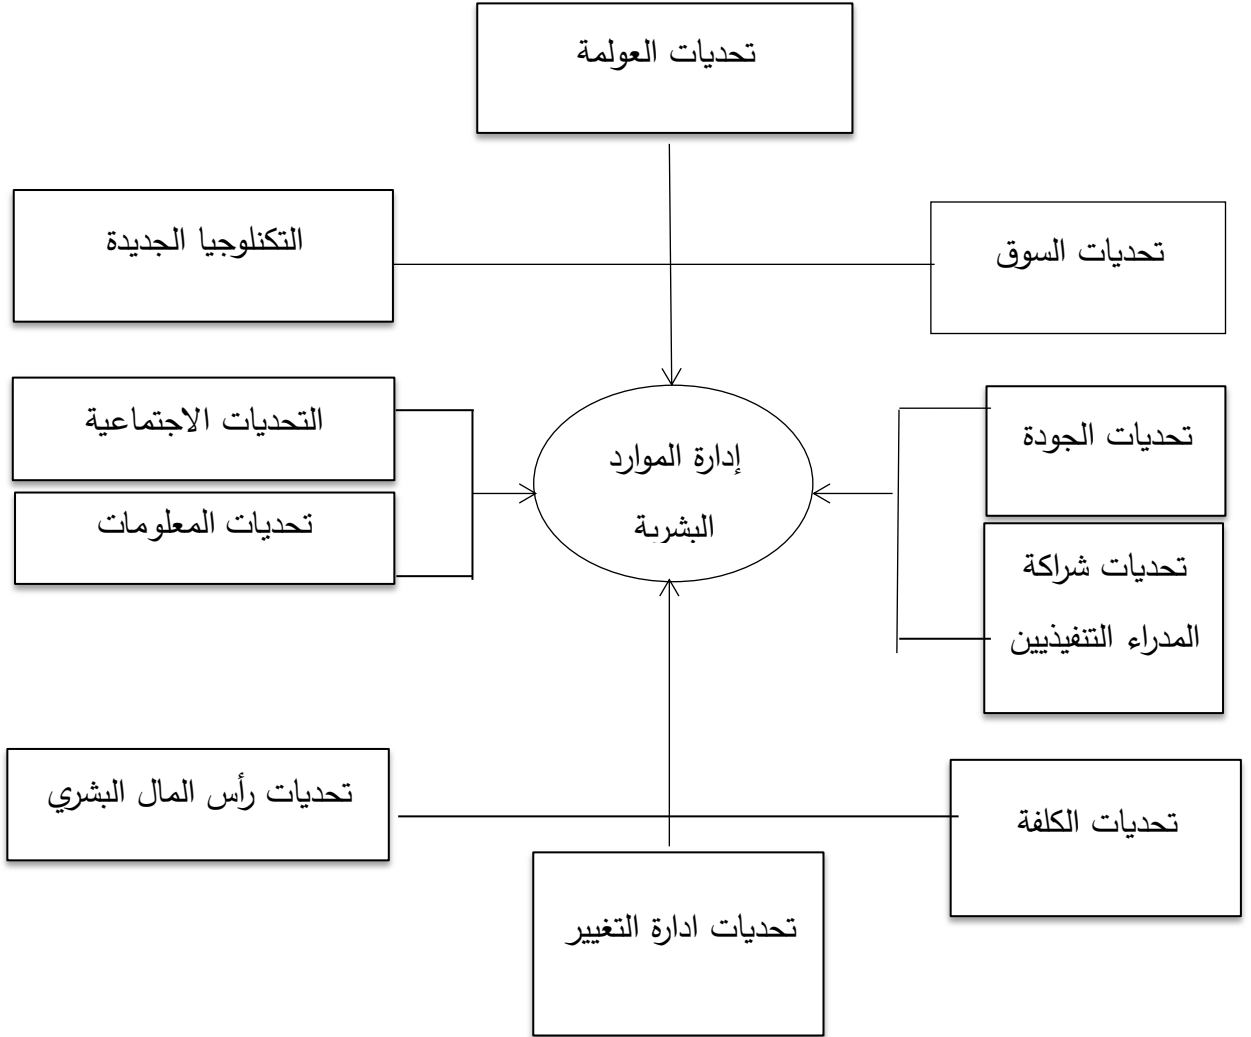 تحديات العولمة
تحديات السوق
التكنلوجيا الجديدة
تحديات الجودة
التحديات الاجتماعية
إدارة الموارد
البشرية
تحديات المعلومات
تحديات شراكة
المدراء التنفيذيين
تحديات رأس المال البشري
تحديات الكلفة
تحديات ادارة التغيير